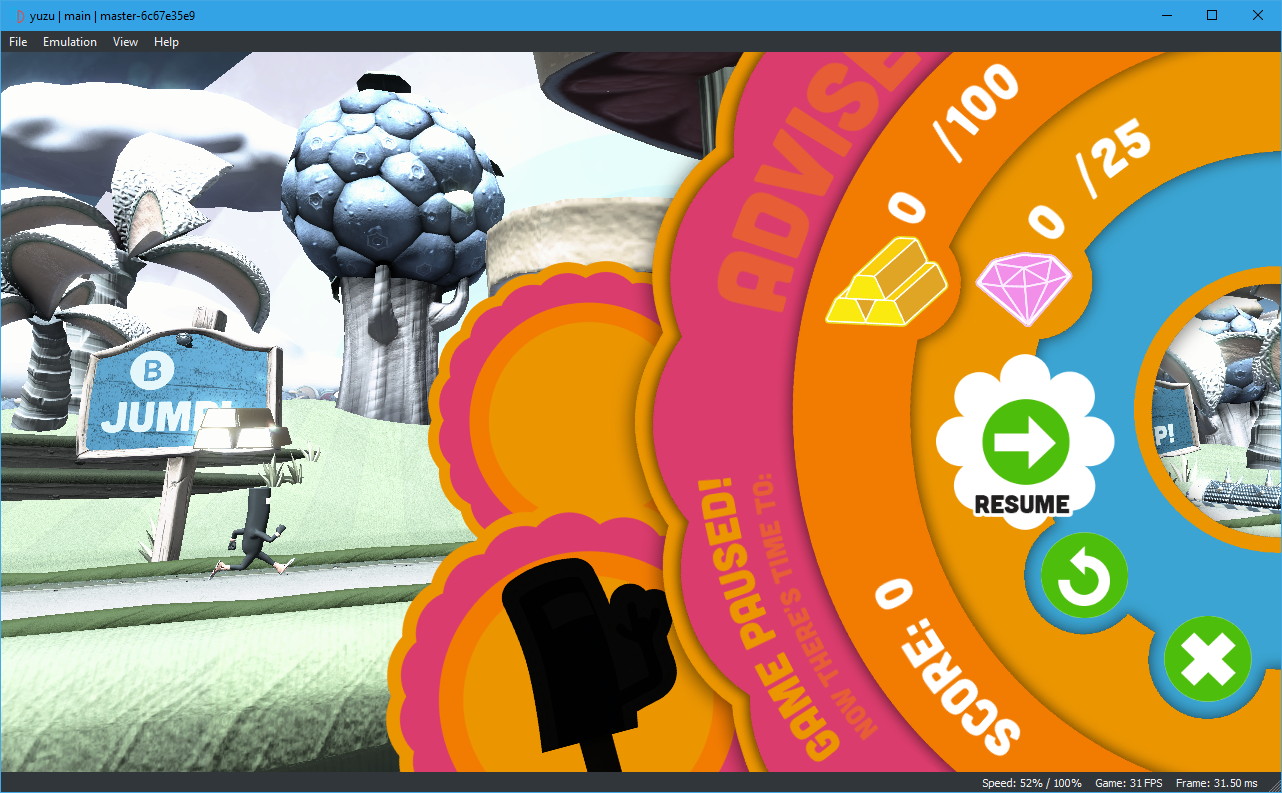 yuzu | main | master-6c67e35e9
File Emulation View Help
ADVISE
0 /100
0 /25
B
JUMP!
P!
RESUME
GAME PAUSED!
NOW THERE'S TIME TO:
SCORE: 0
Speed: 52% / 100% Game: 31 FPS Frame: 31.50 ms